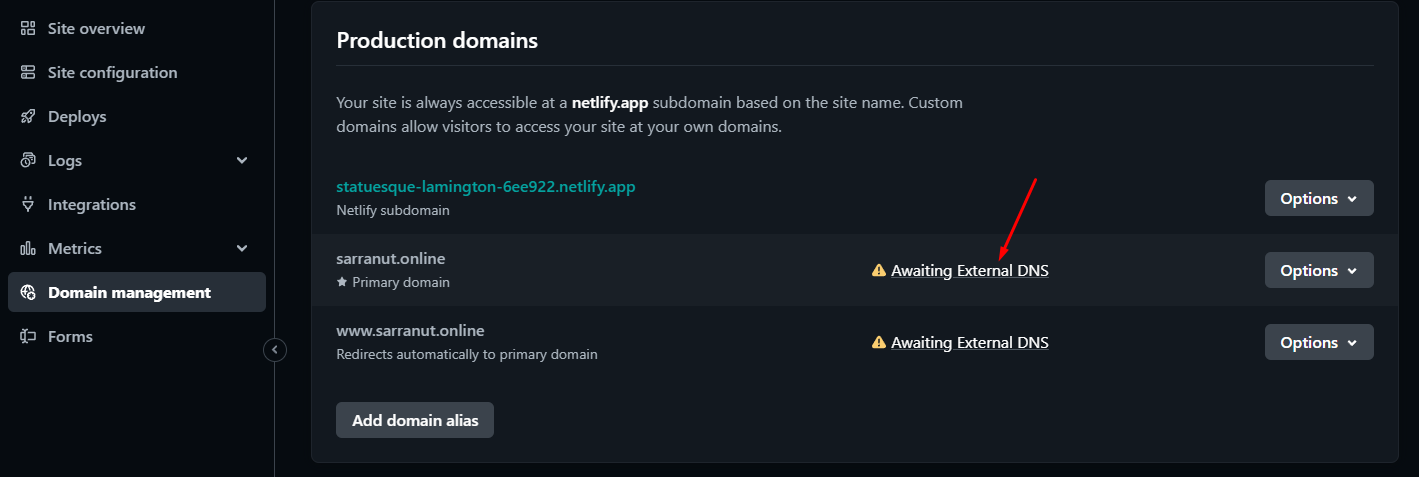 Site overview
Site configuration
Deploys
Logs
Integrations
Metrics
Domain management
Forms
Production domains
Your site is always accessible at a netlify.app subdomain based on the site name. Custom
domains allow visitors to access your site at your own domains.
statuesque-lamington-6ee922.netlify.app
Netlify subdomain
Options
sarranut.online
Primary domain
Awaiting External DNS
Options
www.sarranut.online
Redirects automatically to primary domain
Awaiting External DNS
Options
Add domain alias